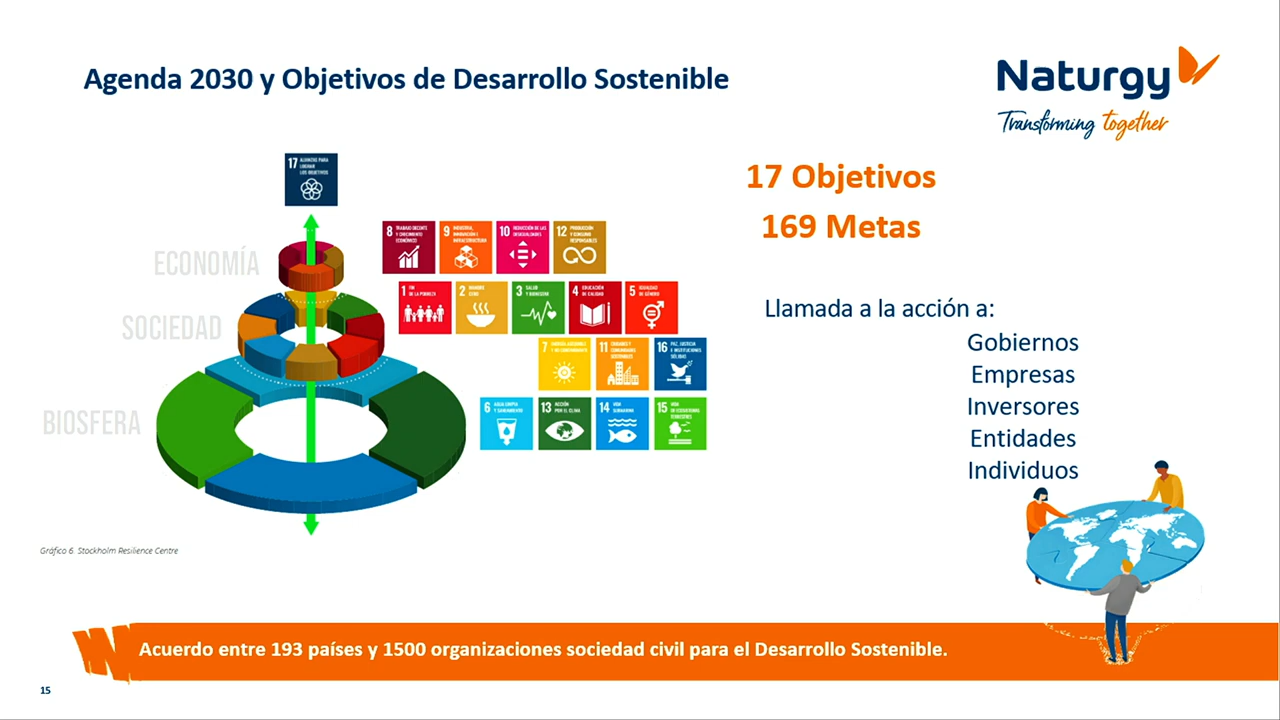 Agenda 2030 y Objetivos de Desarrollo Sostenible
Naturgy
Transforming together
17 ALIANZAS PARA
LOGRAR
LOS OBJETIVOS
17 Objetivos
169 Metas
ECONOMÍA
8 TRABAJO DECENTE
Y CRECIMIENTO
ECONÓMICO
9 INDUSTRIA,
INNOVACIÓN E
INFRAESTRUCTURA
10 REDUCCIÓN DE LAS
DESIGUALDADES
12 PRODUCCIÓN
Y CONSUMO
RESPONSABLES
SOCIEDAD
1 FIN
DE LA POBREZA
2 HAMBRE
CERO
3 SALUD
Y BIENESTAR
4 EDUCACIÓN
DE CALIDAD
5 IGUALDAD
DE GÉNERO
7
11 CIUDADES Y
COMUNIDADES
SOSTENIBLES
16 PAZ, JUSTICIA
E INSTITUCIONES
SÓLIDAS
BIOSFERA
6 AGUA LIMPIA
Y SANEAMIENTO
13 ACCIÓN
POR EL CLIMA
14 VIDA
SUBMARINA
15 VIDA
DE ECOSISTEMAS
TERRESTRES
Llamada a la acción a:
Gobiernos
Empresas
Inversores
Entidades
Individuos
Gráfico 6 Stockholm Resilience Centre
Acuerdo entre 193 países y 1500 organizaciones sociedad civil para el Desarrollo Sostenible.
15